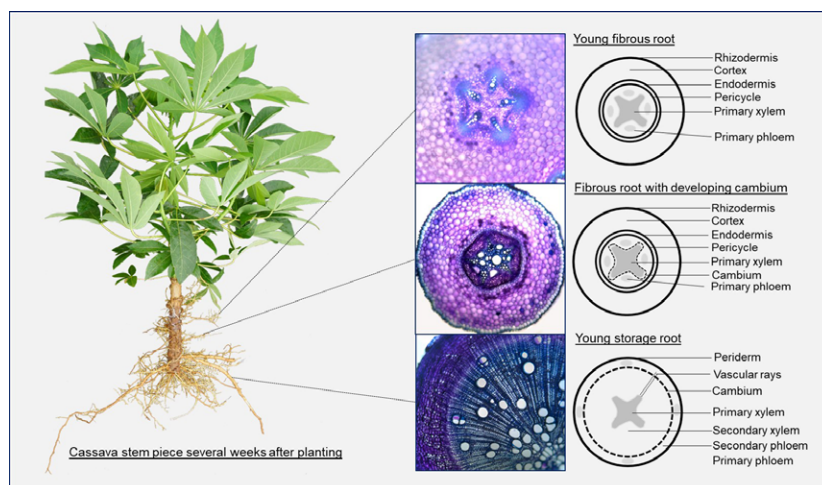 Young fibrous root
Rhizodermis
Cortex
Endodermis
Pericycle
Primary xylem
Primary phloem
Fibrous root with developing cambium
Rhizodermis
Cortex
Endodermis
Pericycle
Primary xylem
Cambium
Primary phloem
Young storage root
Periderm
Vascular rays
Cambium
Primary xylem
Secondary xylem
Secondary phloem
Primary phloem
Cassava stem piece several weeks after planting